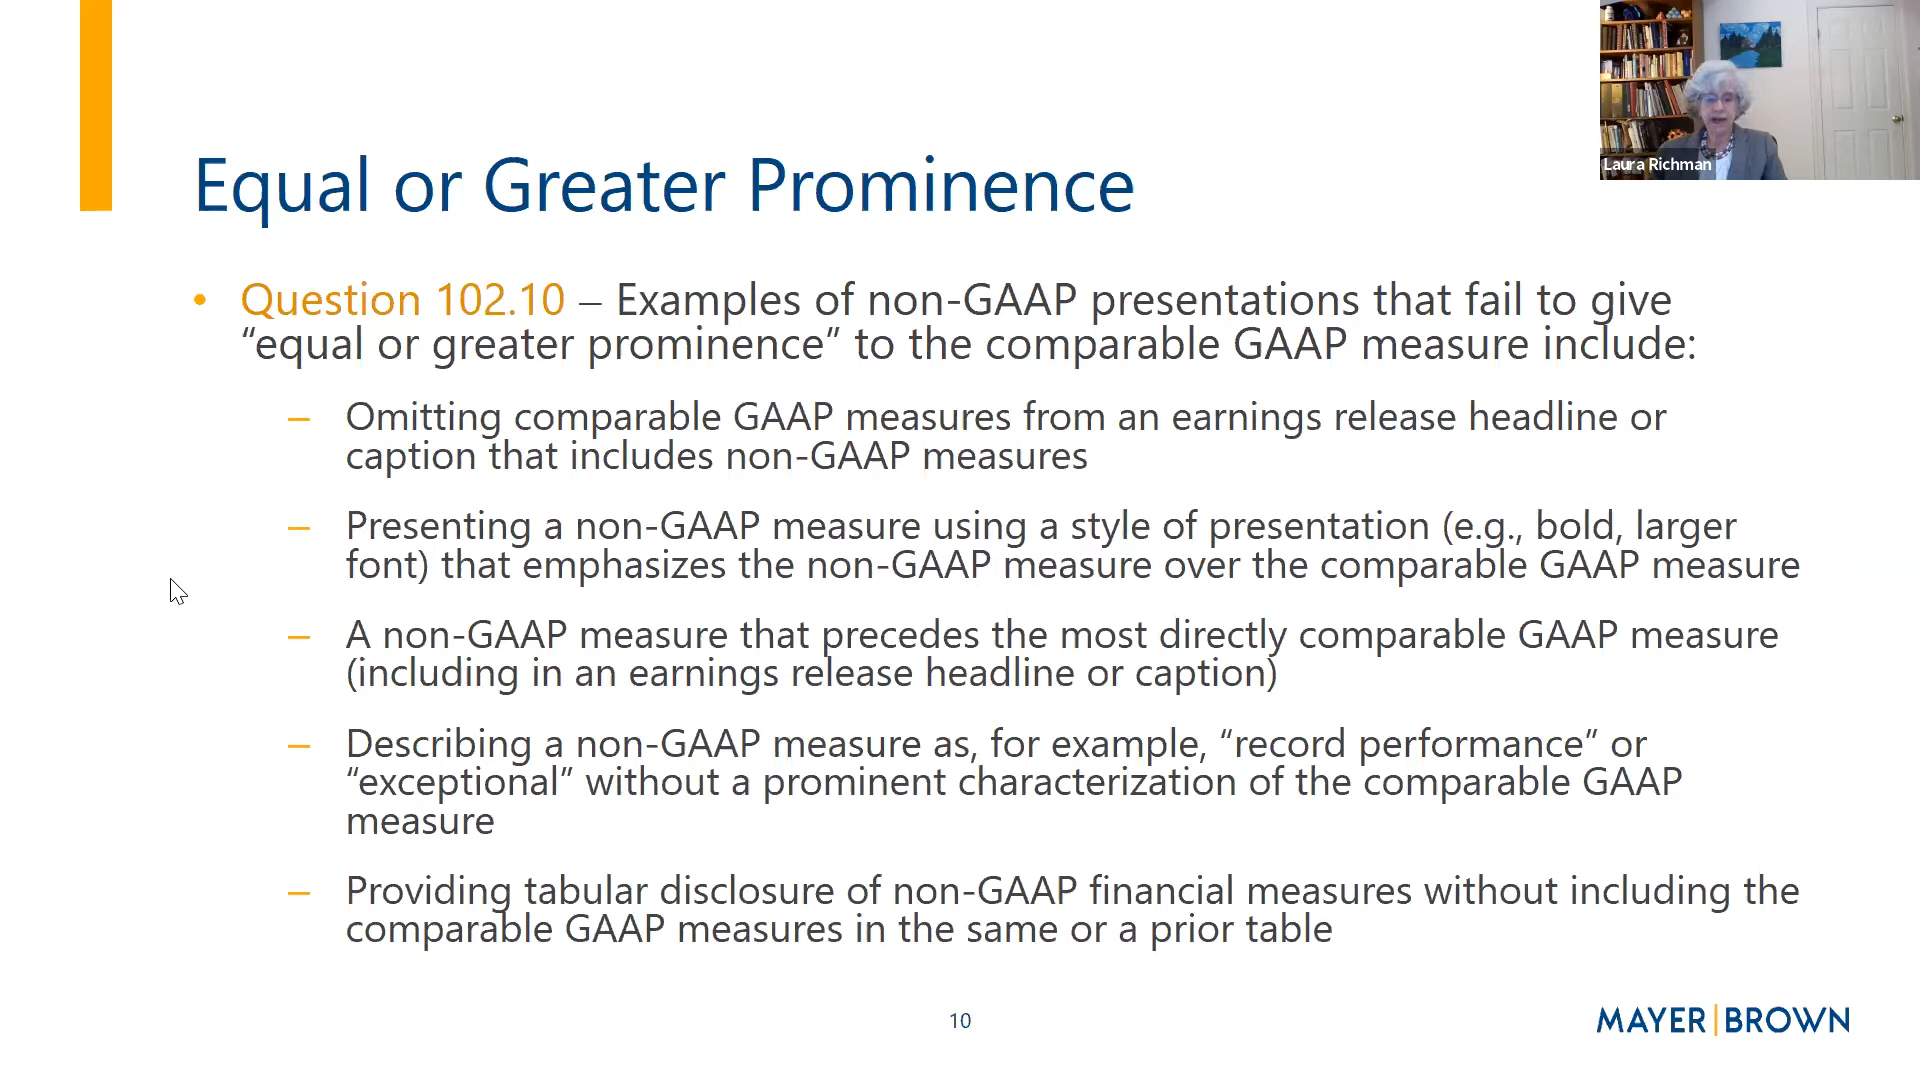 Laura Richman
Equal or Greater Prominence
• Question 102.10 – Examples of non-GAAP presentations that fail to give
“equal or greater prominence” to the comparable GAAP measure include:
– Omitting comparable GAAP measures from an earnings release headline or
caption that includes non-GAAP measures
– Presenting a non-GAAP measure using a style of presentation (e.g., bold, larger
font) that emphasizes the non-GAAP measure over the comparable GAAP measure
– A non-GAAP measure that precedes the most directly comparable GAAP measure
(including in an earnings release headline or caption)
– Describing a non-GAAP measure as, for example, “record performance” or
“exceptional” without a prominent characterization of the comparable GAAP
measure
– Providing tabular disclosure of non-GAAP financial measures without including the
comparable GAAP measures in the same or a prior table
10
MAYER|BROWN